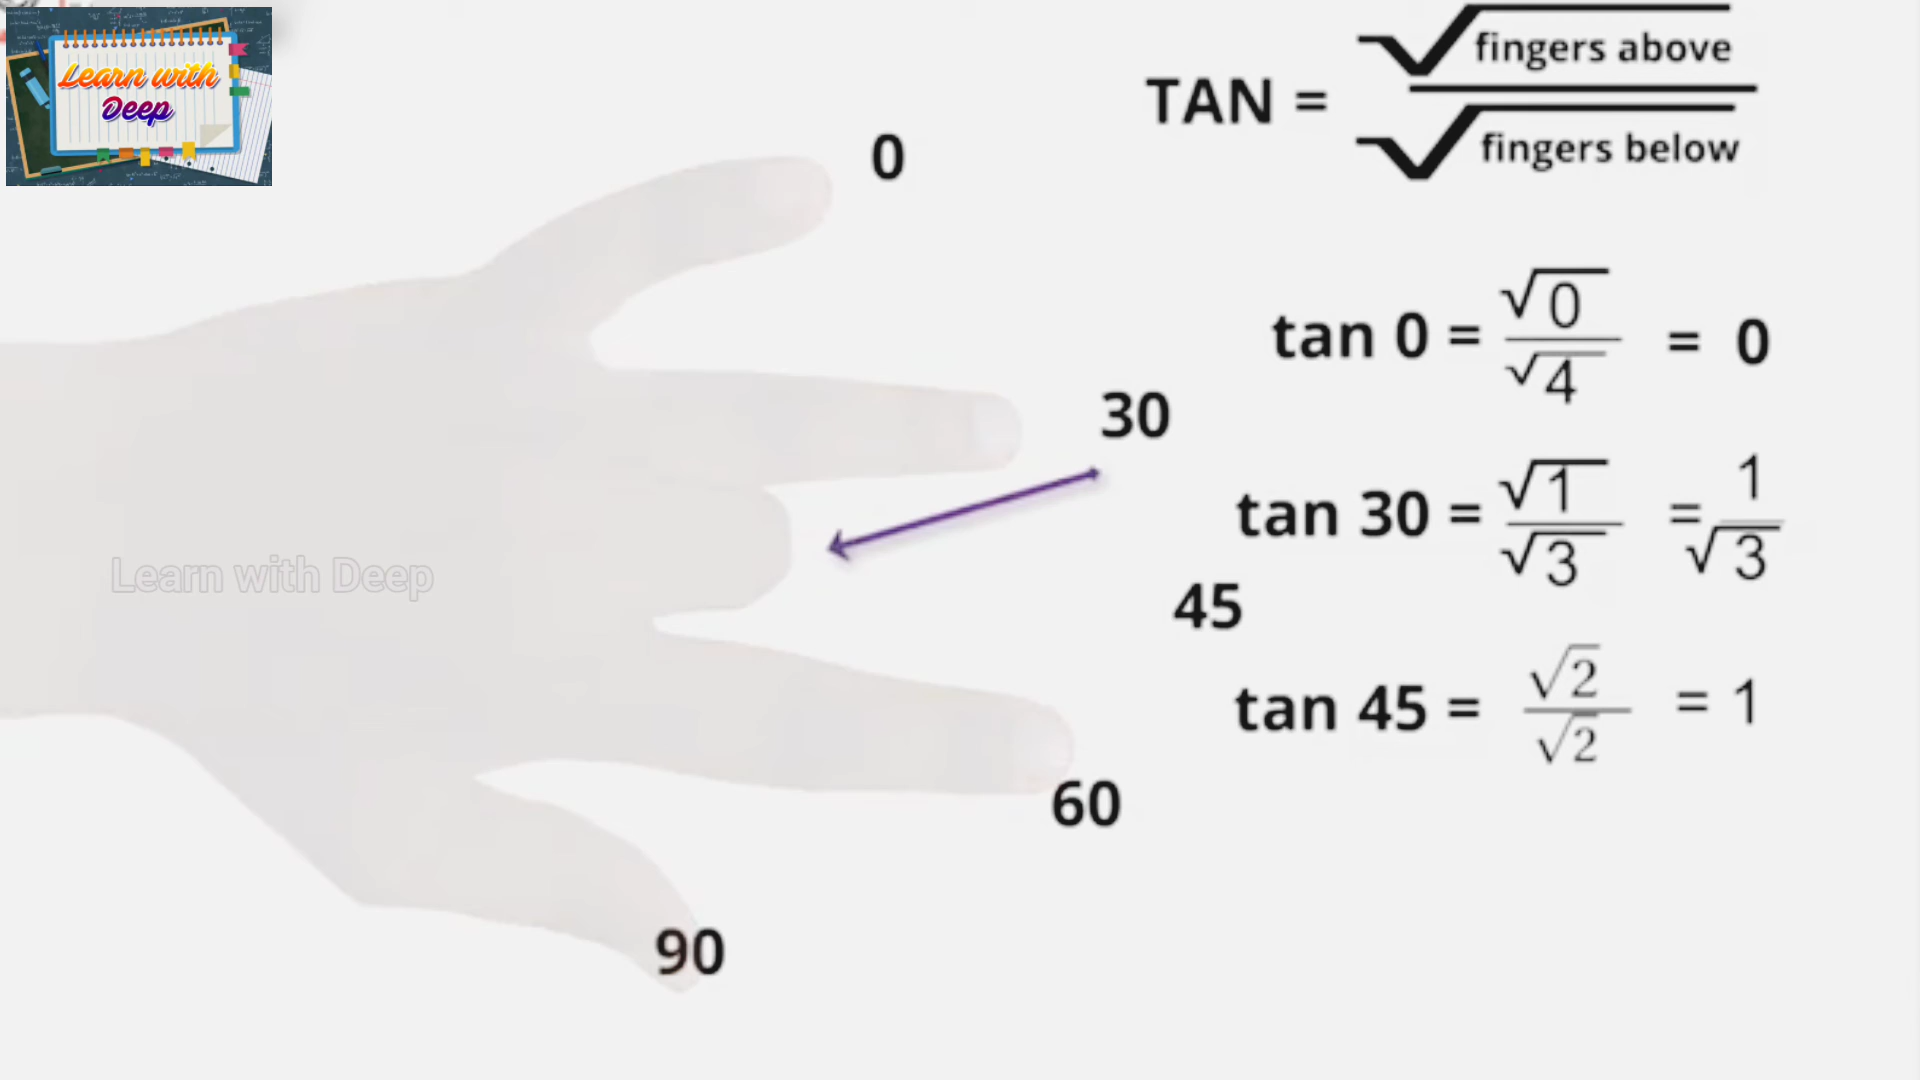 Learn with
Deep
TAN = √fingers above / √fingers below
0
tan 0 = √0 / √4 = 0
30
tan 30 = √1 / √3 = 1 / √3
Learn with Deep
45
tan 45 = √2 / √2 = 1
60
90